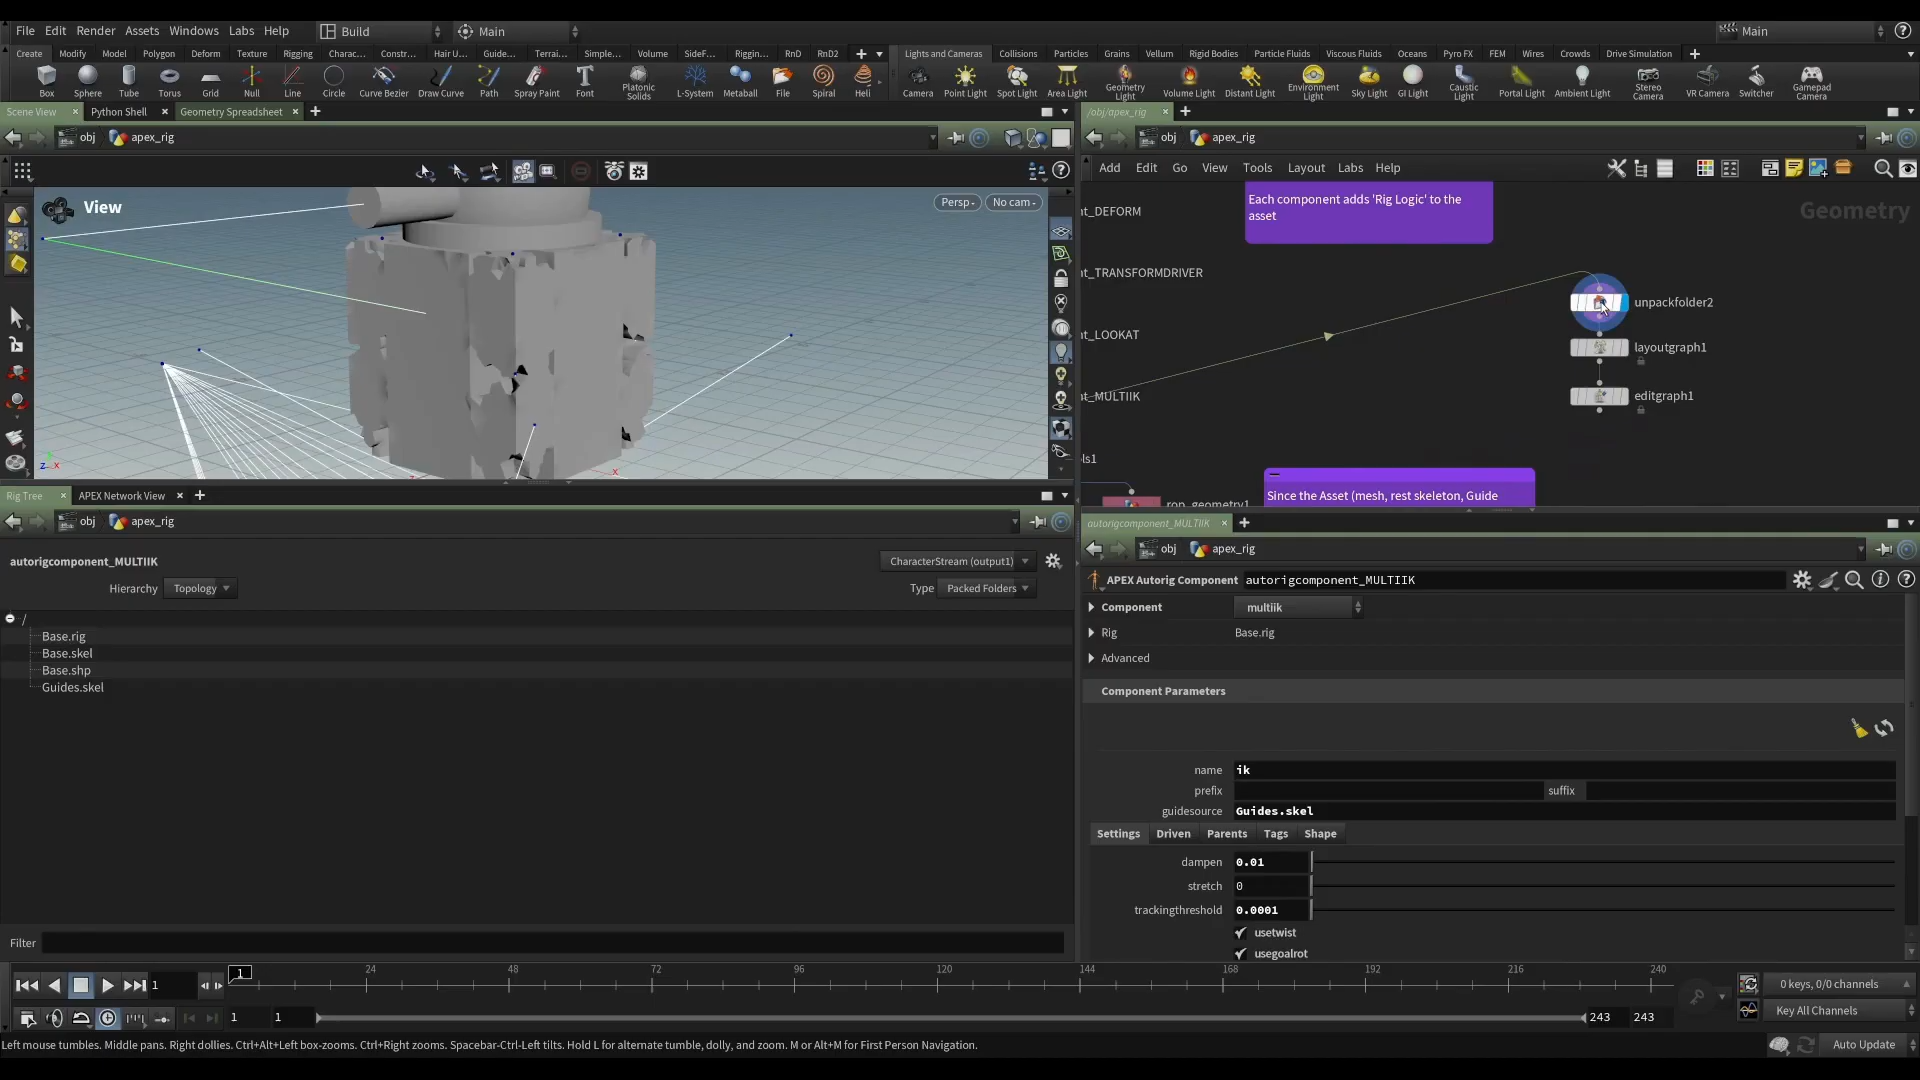 File Edit Render Assets Windows Labs Help Build Main Main
Create Modify Model Polygon Deform Texture Rigging Charac... Constr... Hair U... Guide... Terrai... Simple... Volume SideF... Riggin... RnD RnD2
Lights and Cameras Collisions Particles Grains Vellum Rigid Bodies Particle Fluids Viscous Fluids Oceans Pyro FX FEM Wires Crowds Drive Simulation
Box Sphere Tube Torus Grid Null Line Circle Curve Bezier Draw Curve Path Spray Paint Font Platonic Solids L-System Metaball File Spiral Heli
Camera Point Light Spot Light Area Light Geometry Light Volume Light Distant Light Environment Light Sky Light GI Light Caustic Light Portal Light Ambient Light Stereo Camera VR Camera Switcher Gamepad Camera
Scene View Python Shell Geometry Spreadsheet
obj apex_rig
View
Persp No cam
z x
x
/obj/apex_rig
obj apex_rig
Add Edit Go View Tools Layout Labs Help
Each component adds 'Rig Logic' to the
asset
Geometry
nt_DEFORM
nt_TRANSFORMDRIVER
nt_LOOKAT
nt_MULTIIK
unpackfolder2
layoutgraph1
editgraph1
ols1
rop_geometry1
Since the Asset (mesh, rest skeleton, Guide
Rig Tree APEX Network View
obj apex_rig
autorigcomponent_MULTIIK CharacterStream (output1)
Hierarchy Topology Type Packed Folders
/
Base.rig
Base.skel
Base.shp
Guides.skel
Filter
autorigcomponent_MULTIIK
obj apex_rig
APEX Autorig Component autorigcomponent_MULTIIK
Component multiik
Rig Base.rig
Advanced
Component Parameters
name ik
prefix suffix
guidesource Guides.skel
Settings Driven Parents Tags Shape
dampen 0.01
stretch 0
trackingthreshold 0.0001
usetwist
usegoalrot
1 1 24 48 72 96 120 144 168 192 216 240
0 keys, 0/0 channels
1 1 243 243
Key All Channels
Left mouse tumbles. Middle pans. Right dollies. Ctrl+Alt+Left box-zooms. Ctrl+Right zooms. Spacebar-Ctrl-Left tilts. Hold L for alternate tumble, dolly, and zoom. M or Alt+M for First Person Navigation.
Auto Update